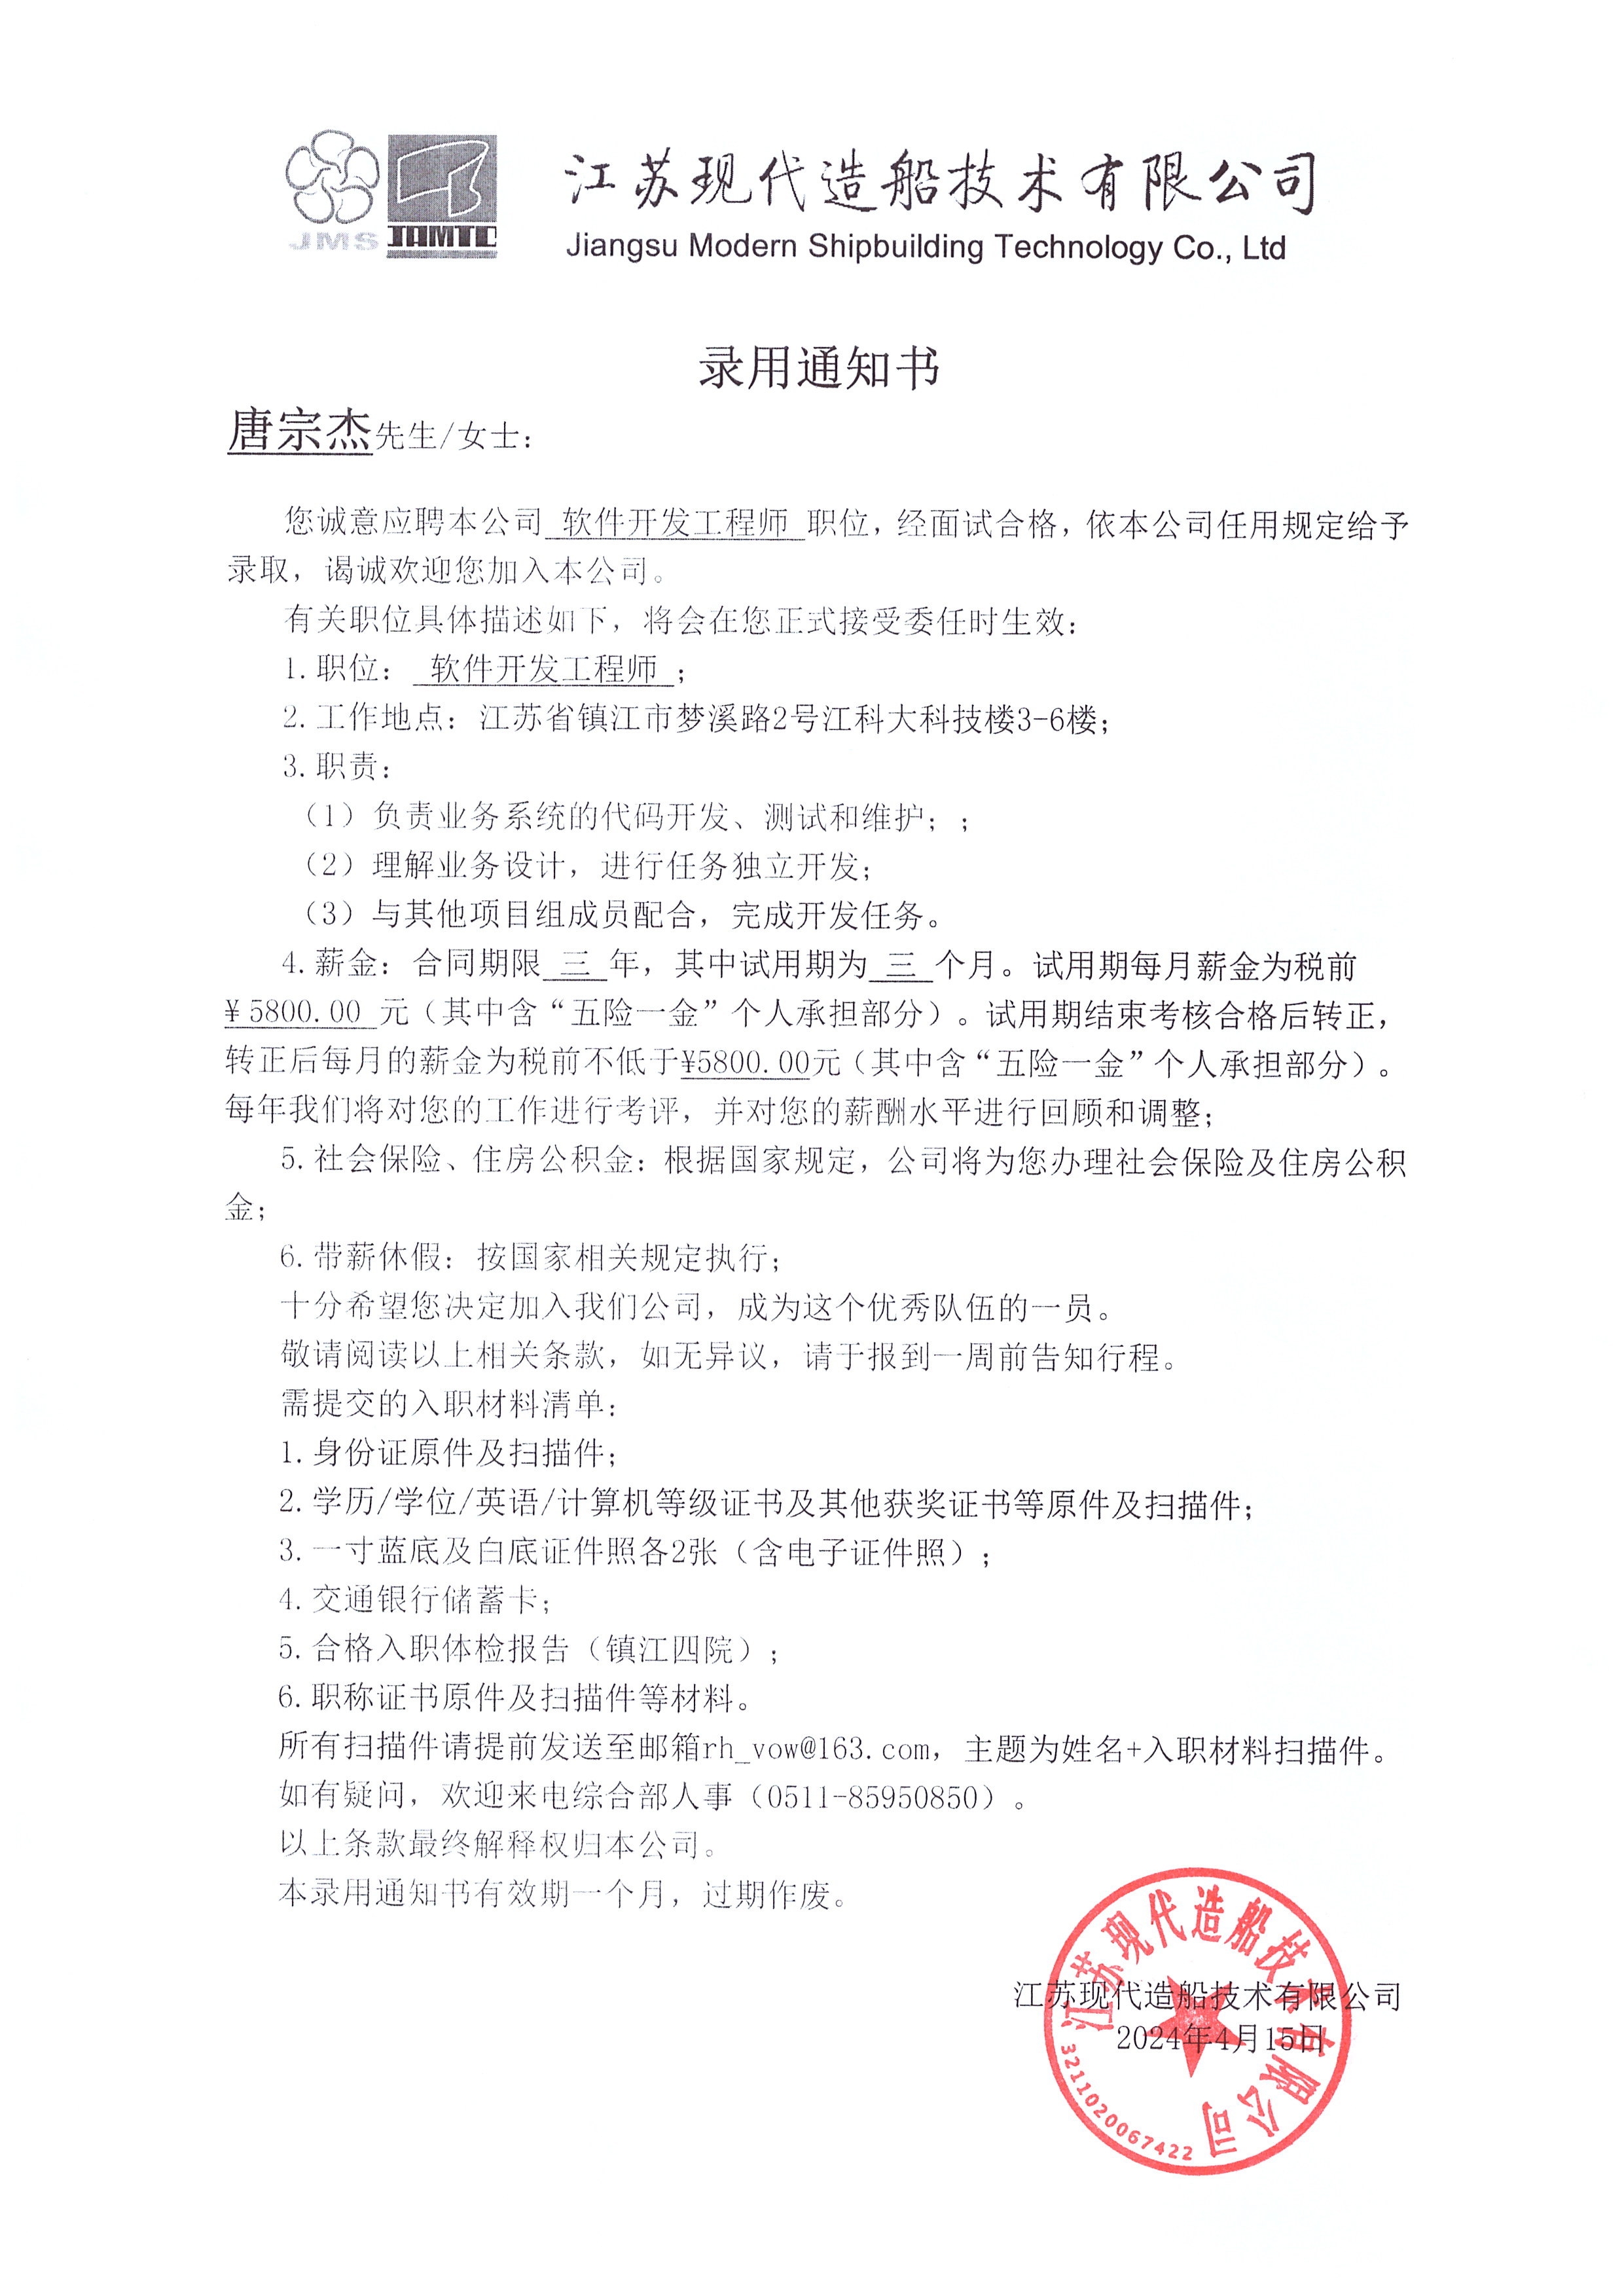 JMS JAMTC
江苏现代造船技术有限公司
Jiangsu Modern Shipbuilding Technology Co., Ltd
录用通知书
唐宗杰先生/女士：
您诚意应聘本公司 软件开发工程师 职位，经面试合格，依本公司任用规定给予
录取，谒诚欢迎您加入本公司。
有关职位具体描述如下，将会在您正式接受委任时生效：
1.职位： 软件开发工程师 ；
2.工作地点：江苏省镇江市梦溪路2号江科大科技楼3-6楼；
3.职责：
（1）负责业务系统的代码开发、测试和维护；；
（2）理解业务设计，进行任务独立开发；
（3）与其他项目组成员配合，完成开发任务。
4.薪金：合同期限 三 年，其中试用期为 三 个月。试用期每月薪金为税前
¥5800.00 元（其中含“五险一金”个人承担部分）。试用期结束考核合格后转正，
转正后每月的薪金为税前不低于¥5800.00元（其中含“五险一金”个人承担部分）。
每年我们将对您的工作进行考评，并对您的薪酬水平进行回顾和调整；
5.社会保险、住房公积金：根据国家规定，公司将为您办理社会保险及住房公积
金；
6.带薪休假：按国家相关规定执行；
十分希望您决定加入我们公司，成为这个优秀队伍的一员。
敬请阅读以上相关条款，如无异议，请于报到一周前告知行程。
需提交的入职材料清单：
1.身份证原件及扫描件；
2.学历/学位/英语/计算机等级证书及其他获奖证书等原件及扫描件；
3.一寸蓝底及白底证件照各2张（含电子证件照）；
4.交通银行储蓄卡；
5.合格入职体检报告（镇江四院）；
6.职称证书原件及扫描件等材料。
所有扫描件请提前发送至邮箱rh_vow@163.com，主题为姓名+入职材料扫描件。
如有疑问，欢迎来电综合部人事（0511-85950850）。
以上条款最终解释权归本公司。
本录用通知书有效期一个月，过期作废。
江苏现代造船技术有限公司
2024年4月15日
江苏现代造船技术有限公司
3211020067422